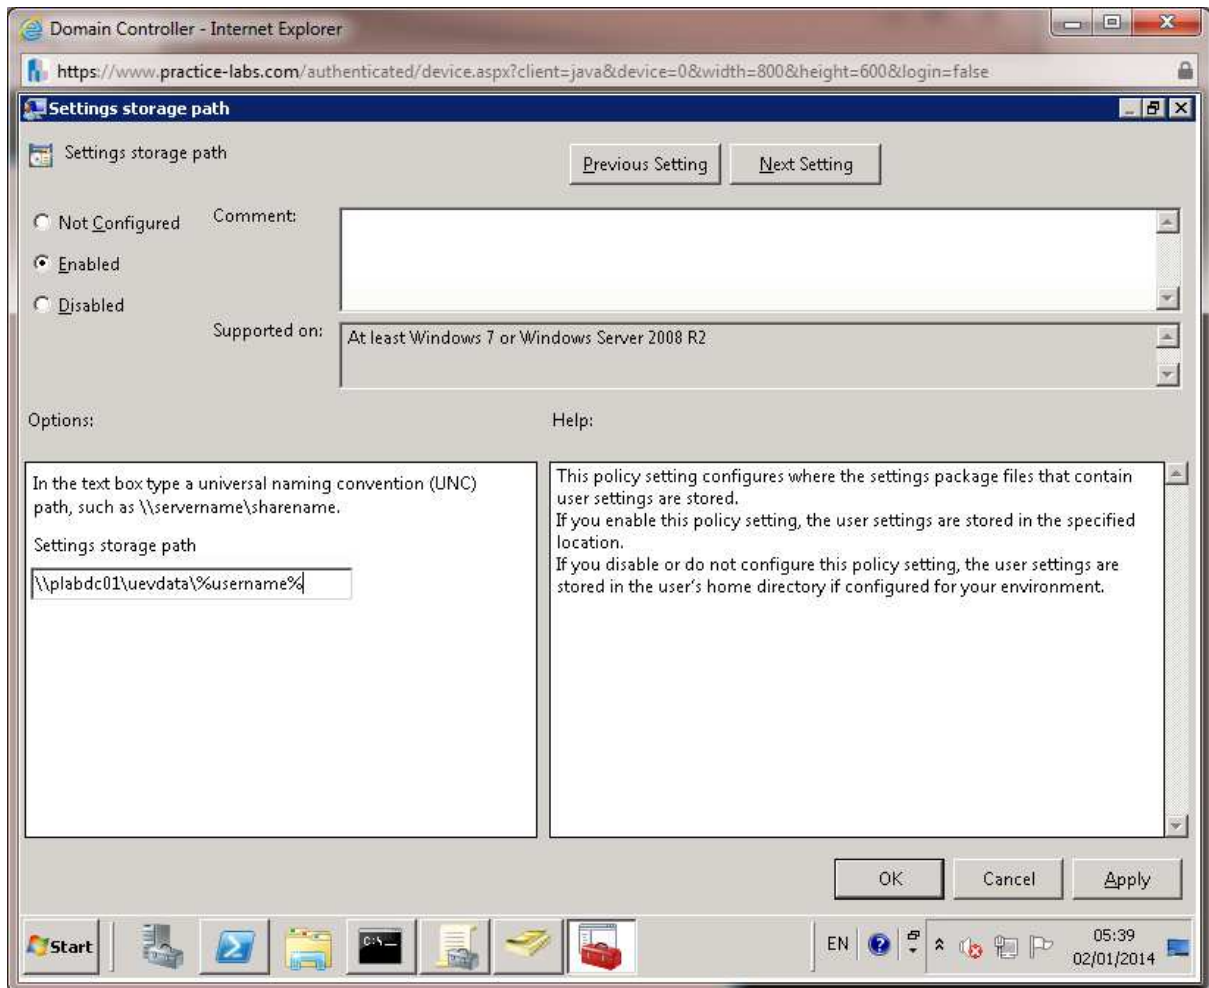 Domain Controller - Internet Explorer
https://www.practice-labs.com/authenticated/device.aspx?client=java&device=0&width=800&height=600&login=false
Settings storage path
Settings storage path
Previous Setting
Next Setting
Not Configured
Comment:
Enabled
Disabled
Supported on:
At least Windows 7 or Windows Server 2008 R2
Options:
Help:
In the text box type a universal naming convention (UNC)
path, such as \\servername\sharename.
Settings storage path
\\plabdc01\uevdata\%username%
This policy setting configures where the settings package files that contain
user settings are stored.
If you enable this policy setting, the user settings are stored in the specified
location.
If you disable or do not configure this policy setting, the user settings are
stored in the user's home directory if configured for your environment.
OK
Cancel
Apply
Start
C:\_
EN
05:39
02/01/2014